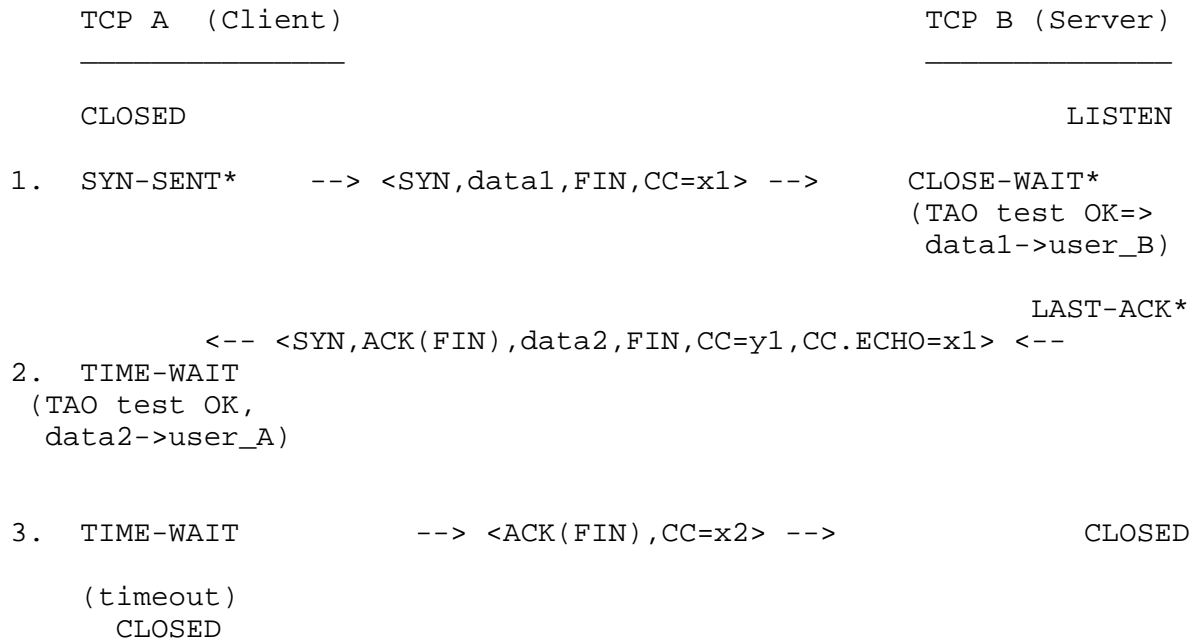 TCP A  (Client)                                 TCP B (Server)
_______________                                 ______________
CLOSED                                                  LISTEN
1.  SYN-SENT*    --> <SYN,data1,FIN,CC=x1> -->    CLOSE-WAIT*
(TAO test OK=>
data1->user_B)
LAST-ACK*
<-- <SYN,ACK(FIN),data2,FIN,CC=y1,CC.ECHO=x1> <--
2.  TIME-WAIT
(TAO test OK,
data2->user_A)
3.  TIME-WAIT          --> <ACK(FIN),CC=x2> -->              CLOSED
(timeout)
CLOSED